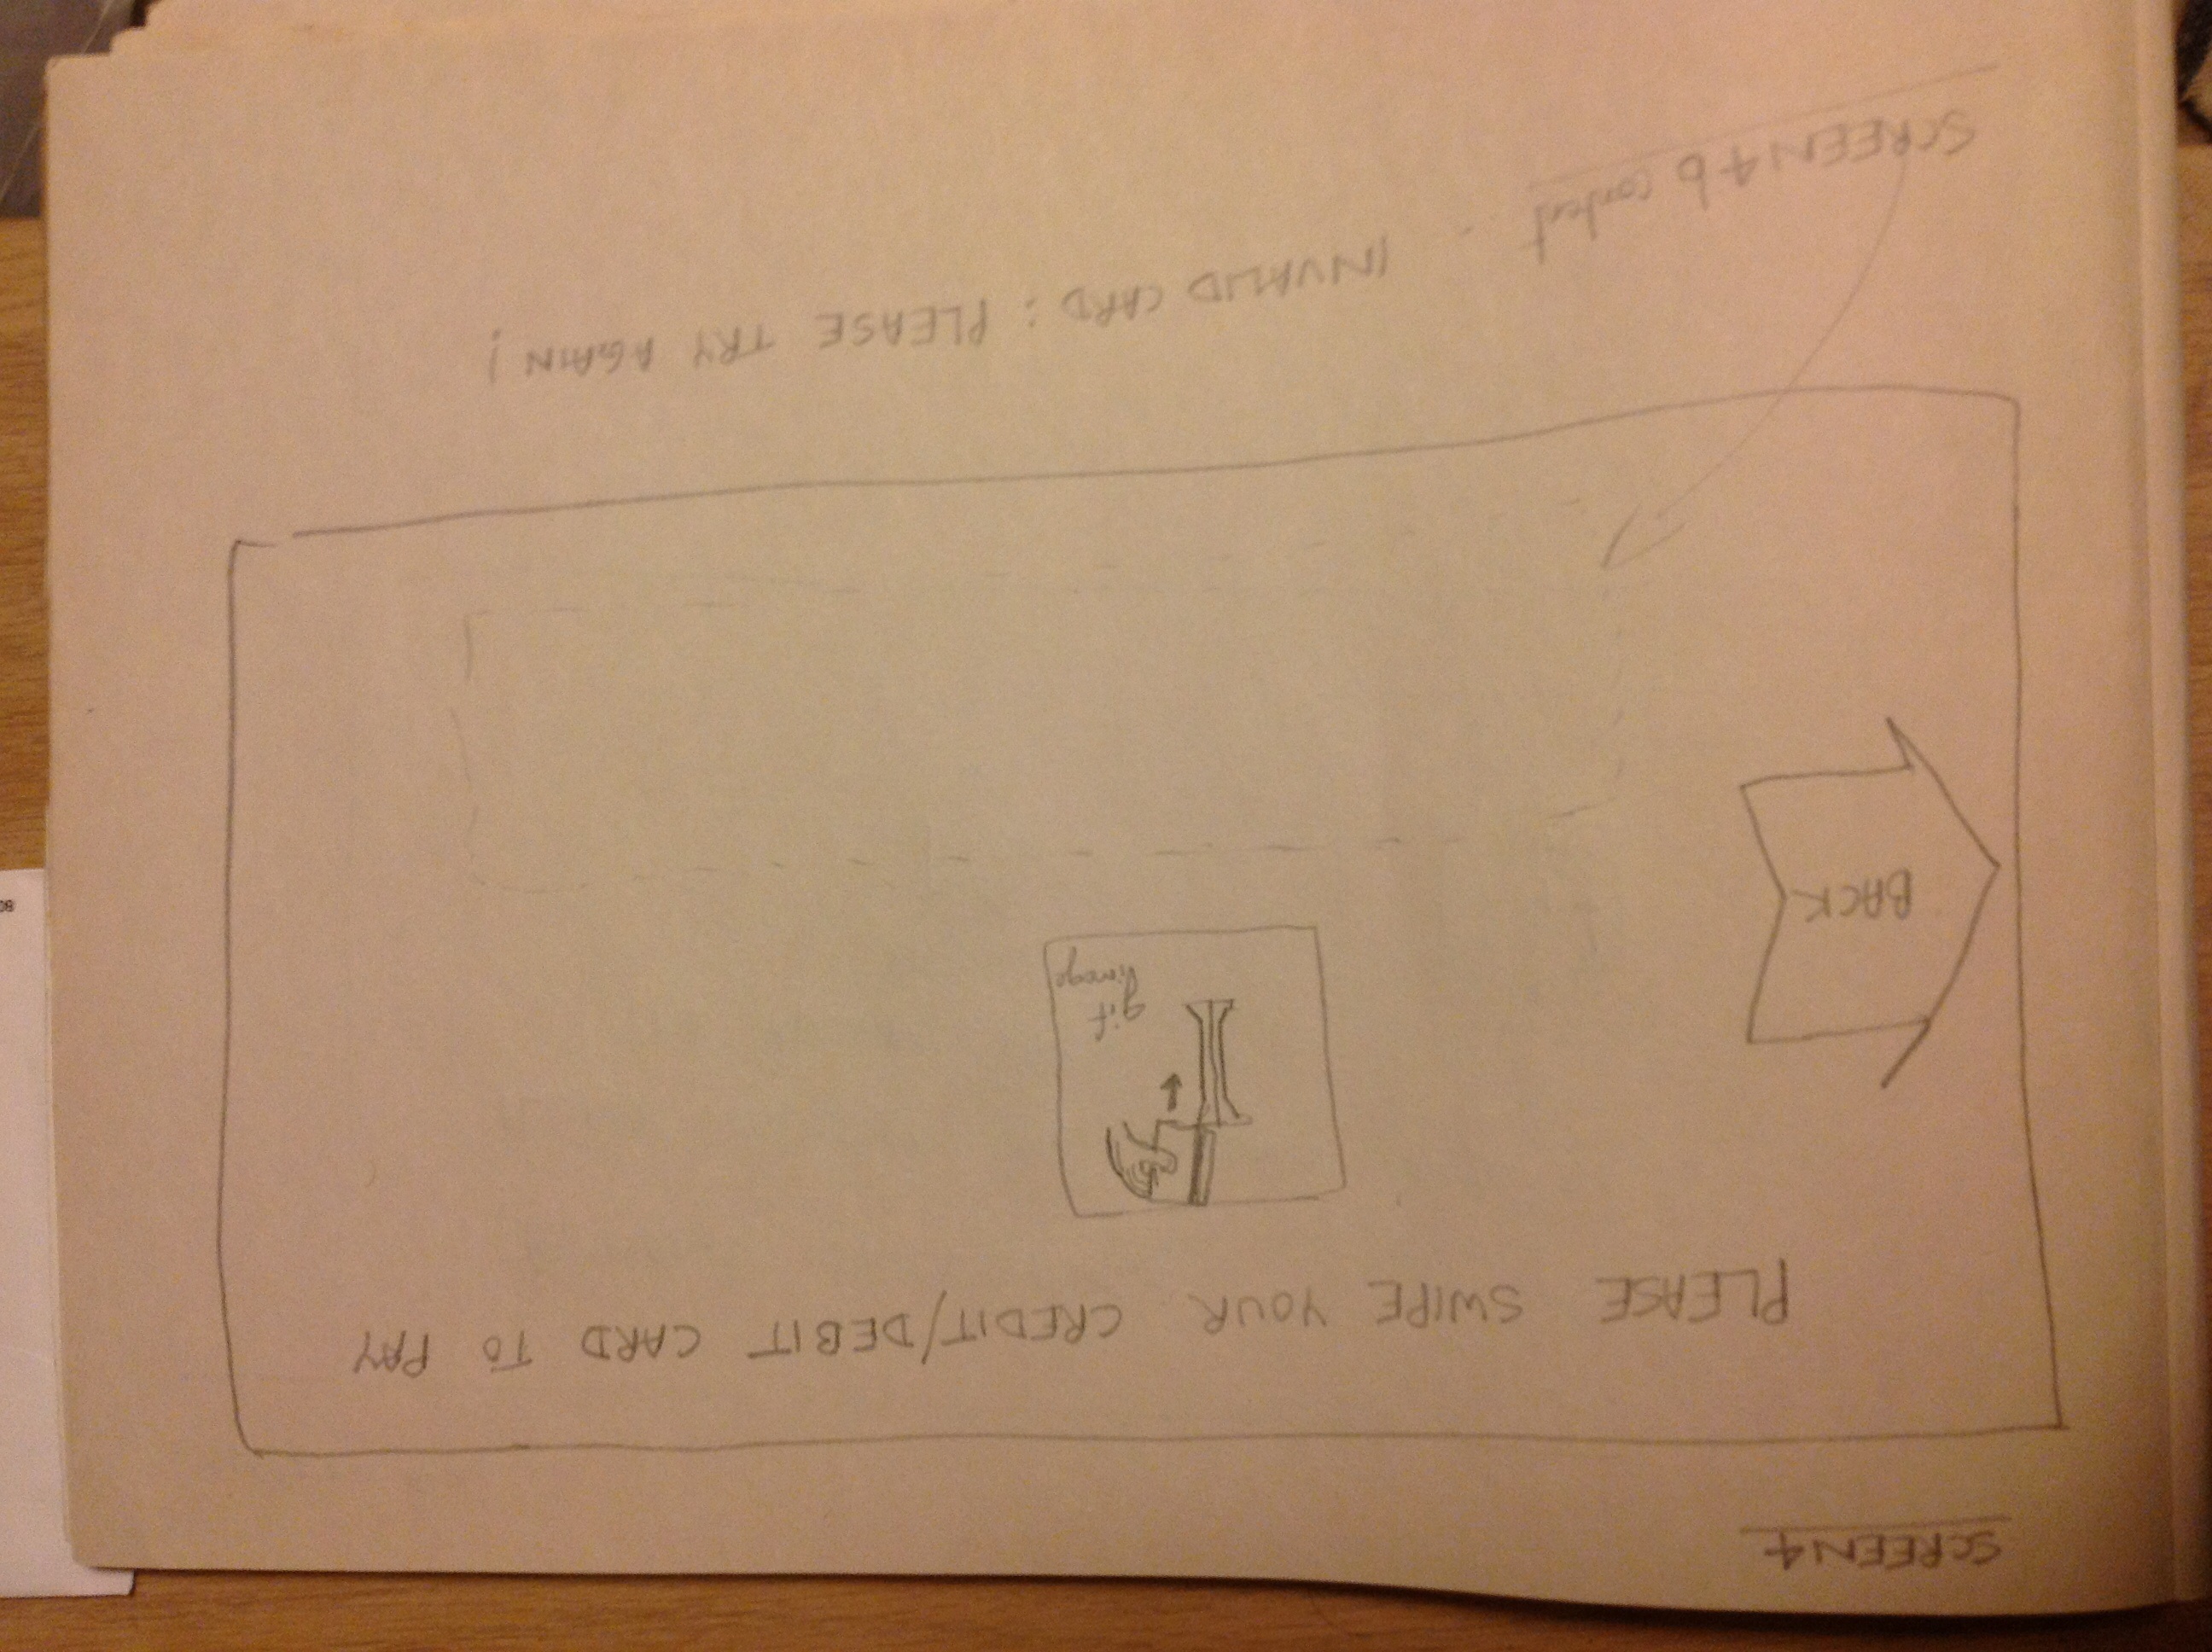 SCREEN4
PLEASE SWIPE YOUR CREDIT/DEBIT CARD TO PAY
gif
image
BACK
SCREEN4b content - INVALID CARD: PLEASE TRY AGAIN!